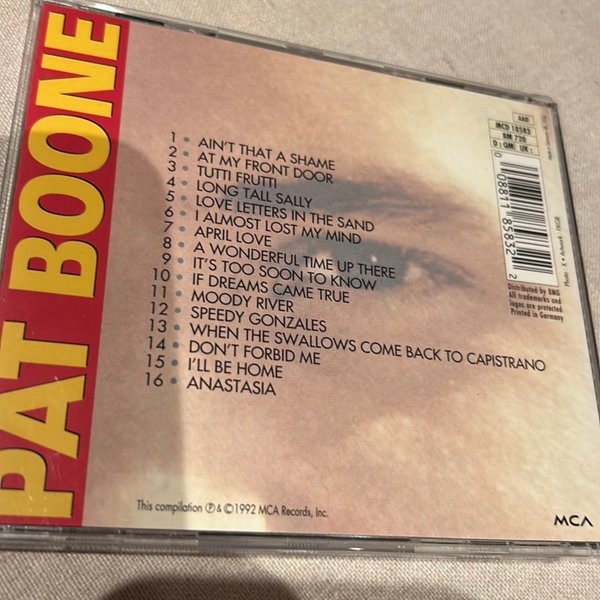 PAT BOONE
1 • AIN'T THAT A SHAME
2 • AT MY FRONT DOOR
3 • TUTTI FRUTTI
4 • LONG TALL SALLY
5 • LOVE LETTERS IN THE SAND
6 • I ALMOST LOST MY MIND
7 • APRIL LOVE
8 • A WONDERFUL TIME UP THERE
9 • IT'S TOO SOON TO KNOW
10 • IF DREAMS CAME TRUE
11 • MOODY RIVER
12 • SPEEDY GONZALES
13 • WHEN THE SWALLOWS COME BACK TO CAPISTRANO
14 • DON'T FORBID ME
15 • I'LL BE HOME
16 • ANASTASIA
AAD
MCD 18583
BM 720
D : QM UK :
0 08811 85832 2
Distributed by BMG
All trademarks and
logos are protected
Printed in Germany
This compilation Ⓟ & © 1992 MCA Records, Inc.
MCA